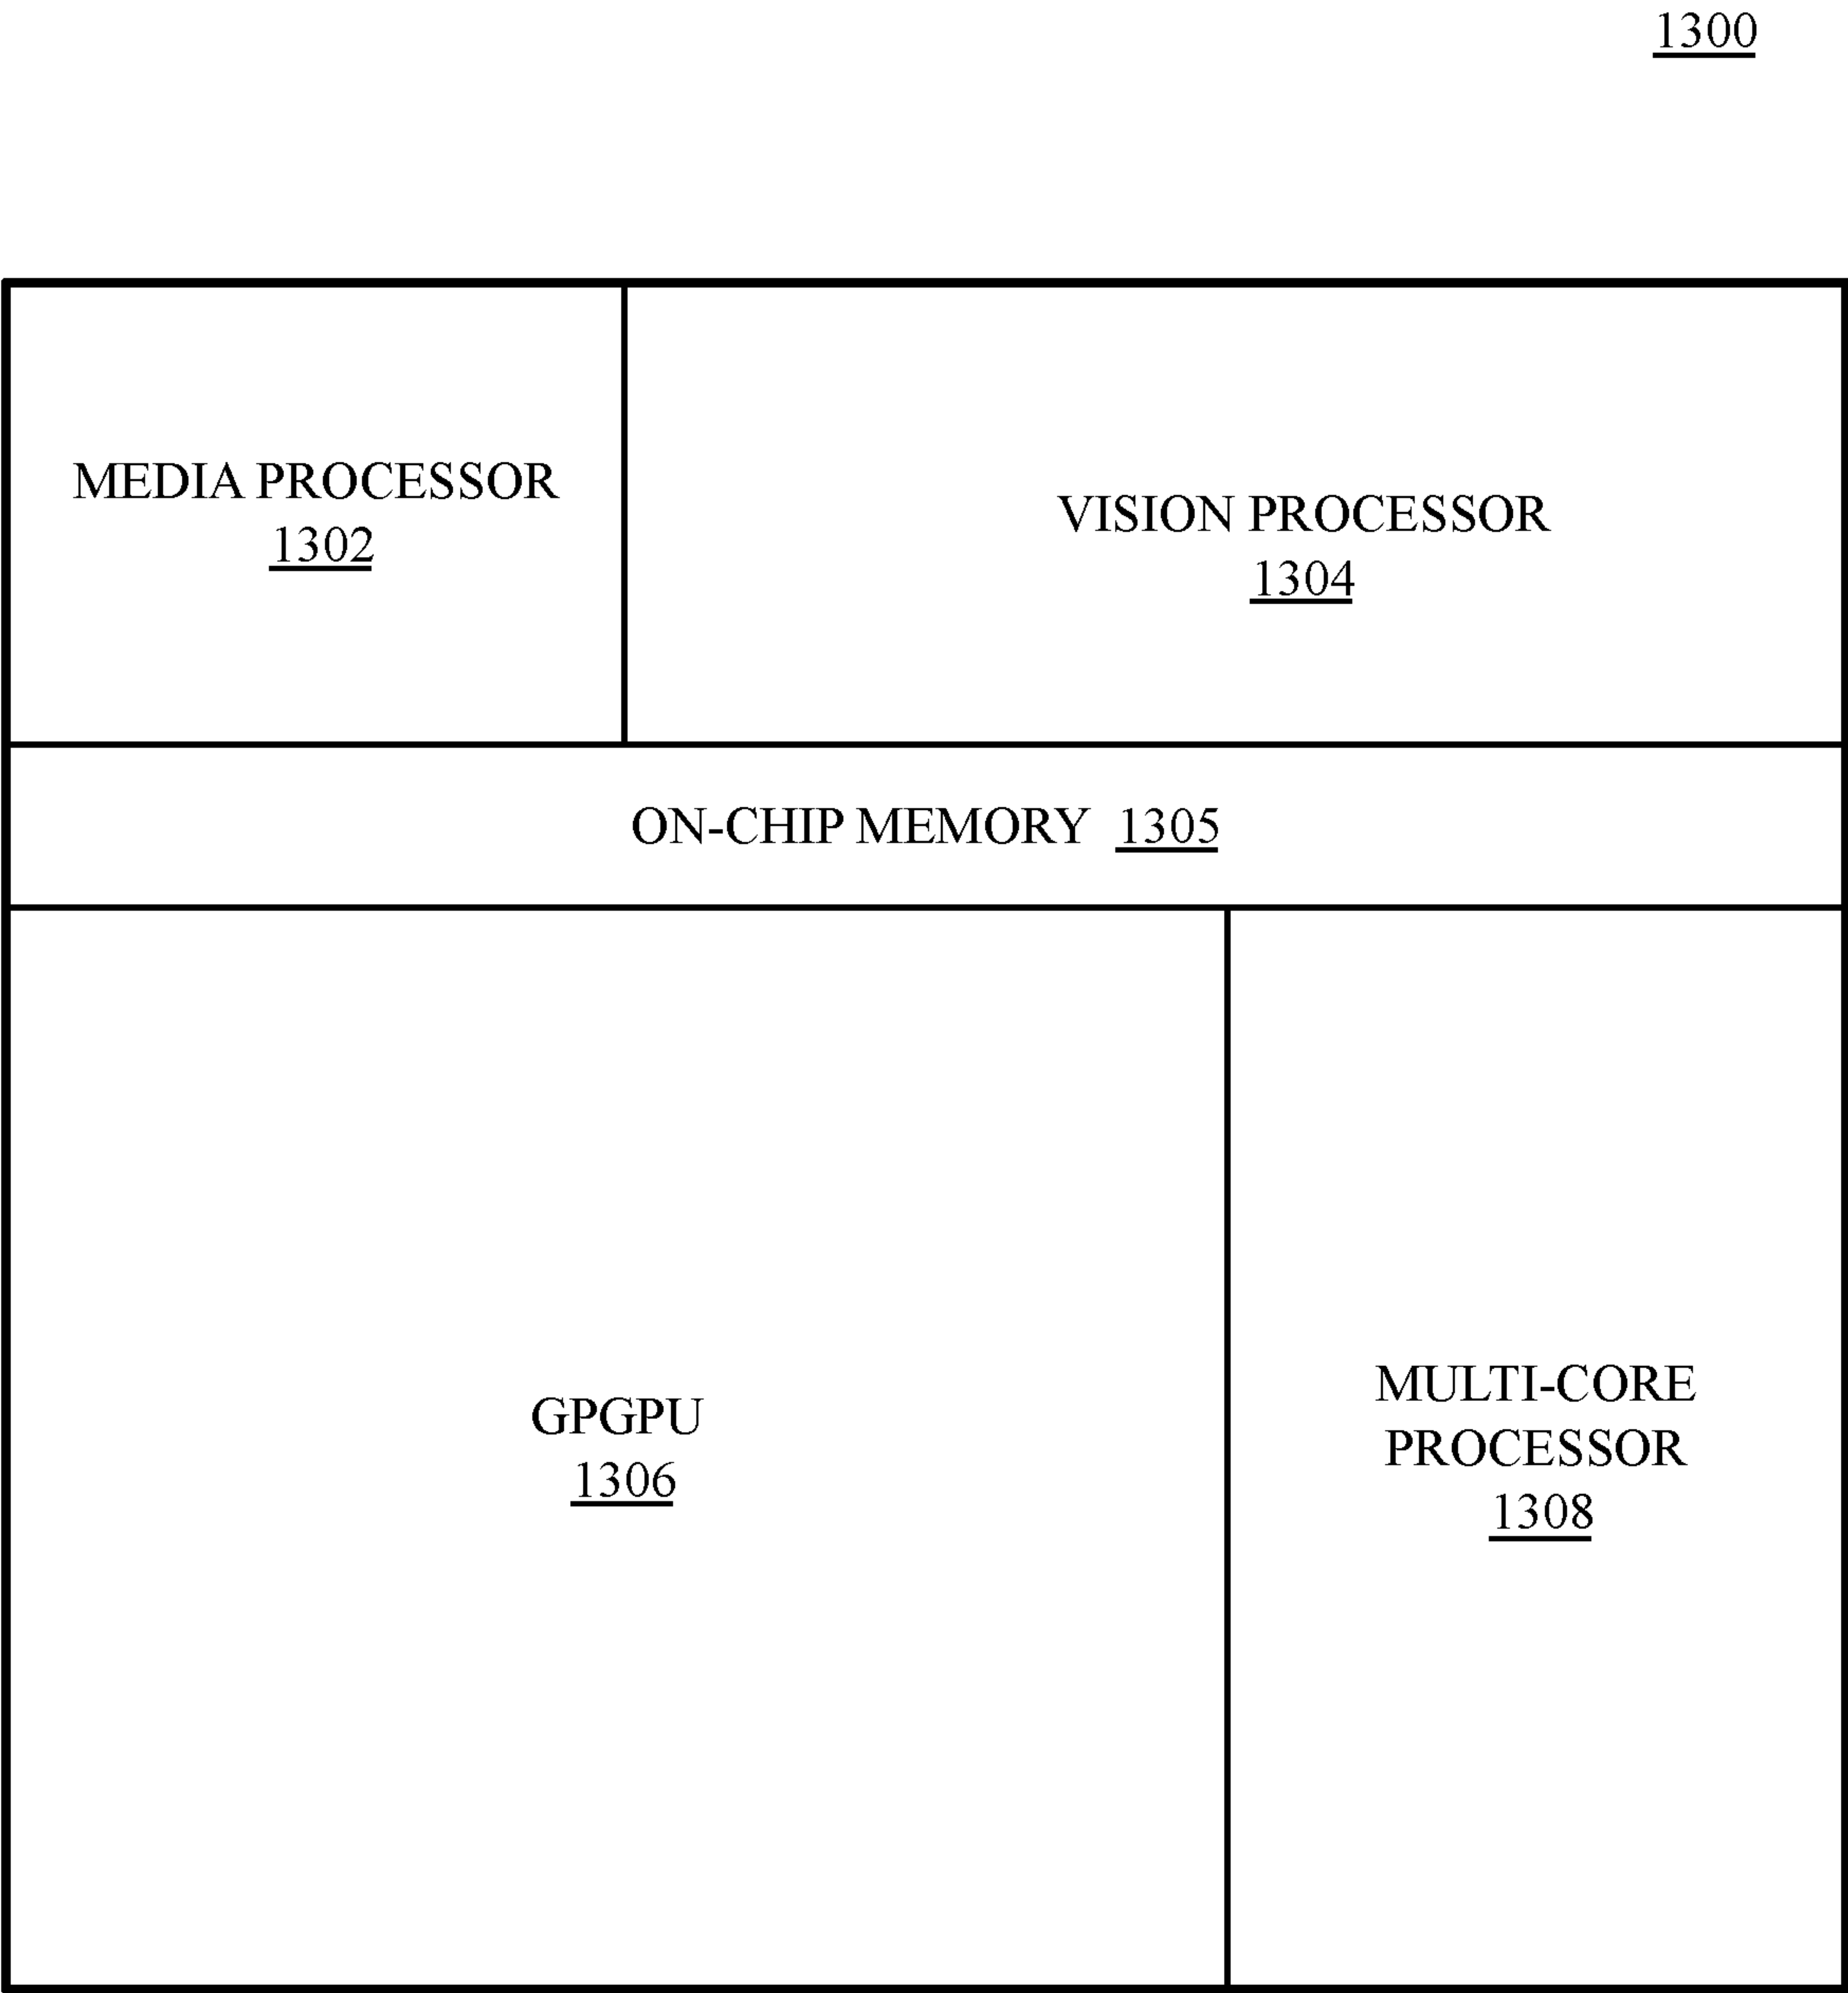 1300
MEDIA PROCESSOR
1302
VISION PROCESSOR
1304
ON-CHIP MEMORY 1305
GPGPU
1306
MULTI-CORE
PROCESSOR
1308